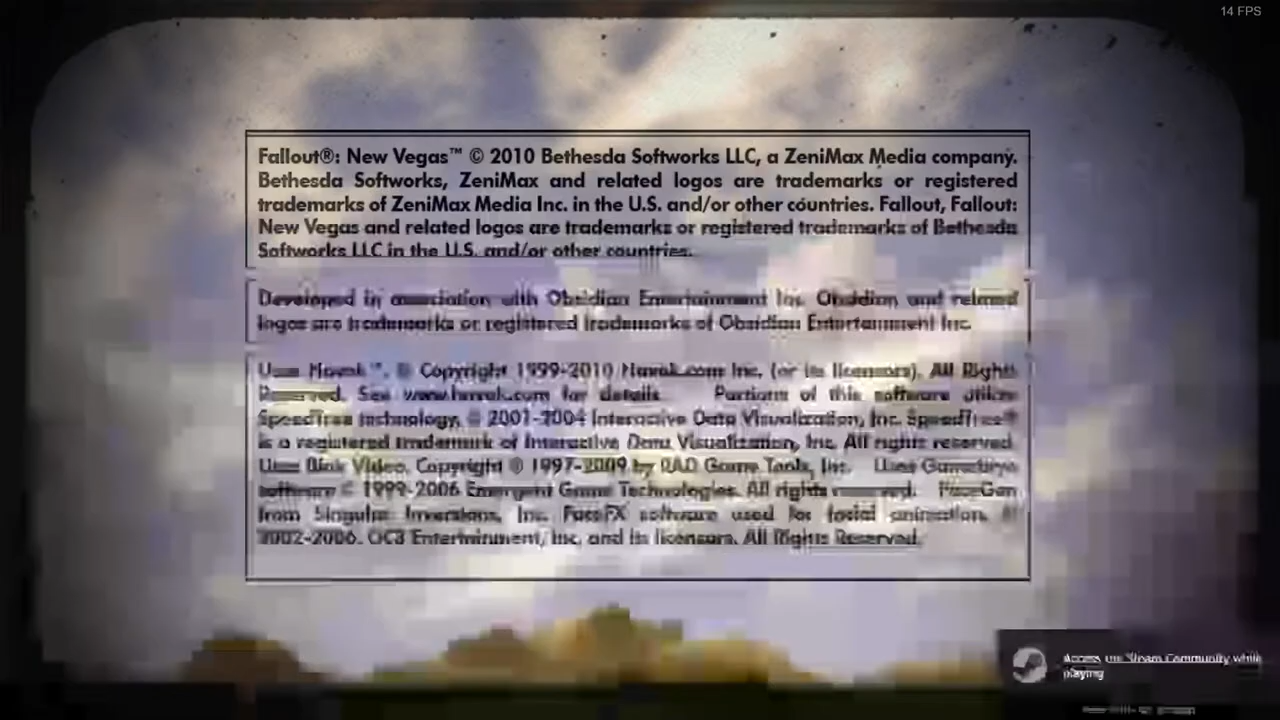 14 FPS
Fallout®: New Vegas™ © 2010 Bethesda Softworks LLC, a ZeniMax Media company.
Bethesda Softworks, ZeniMax and related logos are trademarks or registered
trademarks of ZeniMax Media Inc. in the U.S. and/or other countries. Fallout, Fallout:
New Vegas and related logos are trademarks or registered trademarks of Bethesda
Softworks LLC in the U.S. and/or other countries.
Developed in association with Obsidian Entertainment Inc. Obsidian and related
logos are trademarks or registered trademarks of Obsidian Entertainment Inc.
Uses Havok™. © Copyright 1999-2010 Havok.com Inc. (or its licensors). All Rights
Reserved. See www.havok.com for details. Portions of this software utilize
SpeedTree technology. © 2001-2004 Interactive Data Visualization, Inc. SpeedTree®
is a registered trademark of Interactive Data Visualization, Inc. All rights reserved.
Uses Bink Video. Copyright © 1997-2009 by RAD Game Tools, Inc. Uses Gamebryo
software © 1999-2006 Emergent Game Technologies. All rights reserved. FaceGen
from Singular Inversions, Inc. FaceFX software used for facial animation. ©
2002-2006. OC3 Entertainment, Inc. and its licensors. All Rights Reserved.
Access the Steam Community while
playing